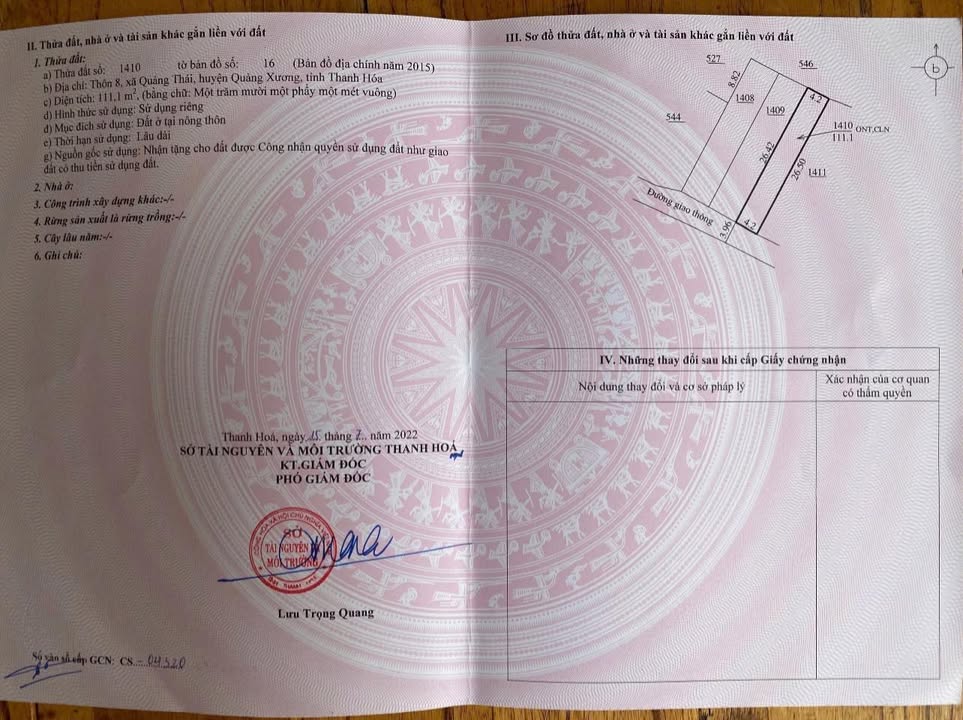 II. Thửa đất, nhà ở và tài sản khác gắn liền với đất
1. Thửa đất:
a) Thửa đất số: 1410 tờ bản đồ số: 16 (Bản đồ địa chính năm 2015)
b) Địa chỉ: Thôn 8, xã Quảng Thái, huyện Quảng Xương, tỉnh Thanh Hóa
c) Diện tích: 111,1 m², (bằng chữ: Một trăm mười một phẩy một mét vuông)
d) Hình thức sử dụng: Sử dụng riêng
đ) Mục đích sử dụng: Đất ở tại nông thôn
e) Thời hạn sử dụng: Lâu dài
g) Nguồn gốc sử dụng: Nhận tặng cho đất được Công nhận quyền sử dụng đất như giao
đất có thu tiền sử dụng đất.
2. Nhà ở:
3. Công trình xây dựng khác:-/-
4. Rừng sản xuất là rừng trồng:-/-
5. Cây lâu năm:-/-
6. Ghi chú:
Thanh Hoá, ngày 15 tháng 7.. năm 2022
SỞ TÀI NGUYÊN VÀ MÔI TRƯỜNG THANH HOÁ
KT.GIÁM ĐỐC
PHÓ GIÁM ĐỐC
SỞ
TÀI NGUYÊN
MÔI TRƯỜNG
Lưu Trọng Quang
Số vào sổ cấp GCN: CS - 04520
III. Sơ đồ thửa đất, nhà ở và tài sản khác gắn liền với đất
527
546
b
8.82
1408
4.2
1409
544
1410
ONT,CLN
111.1
26.42
26.50
1411
Đường giao thông
4.2
3.96
IV. Những thay đổi sau khi cấp Giấy chứng nhận
Nội dung thay đổi và cơ sở pháp lý
Xác nhận của cơ quan
có thẩm quyền